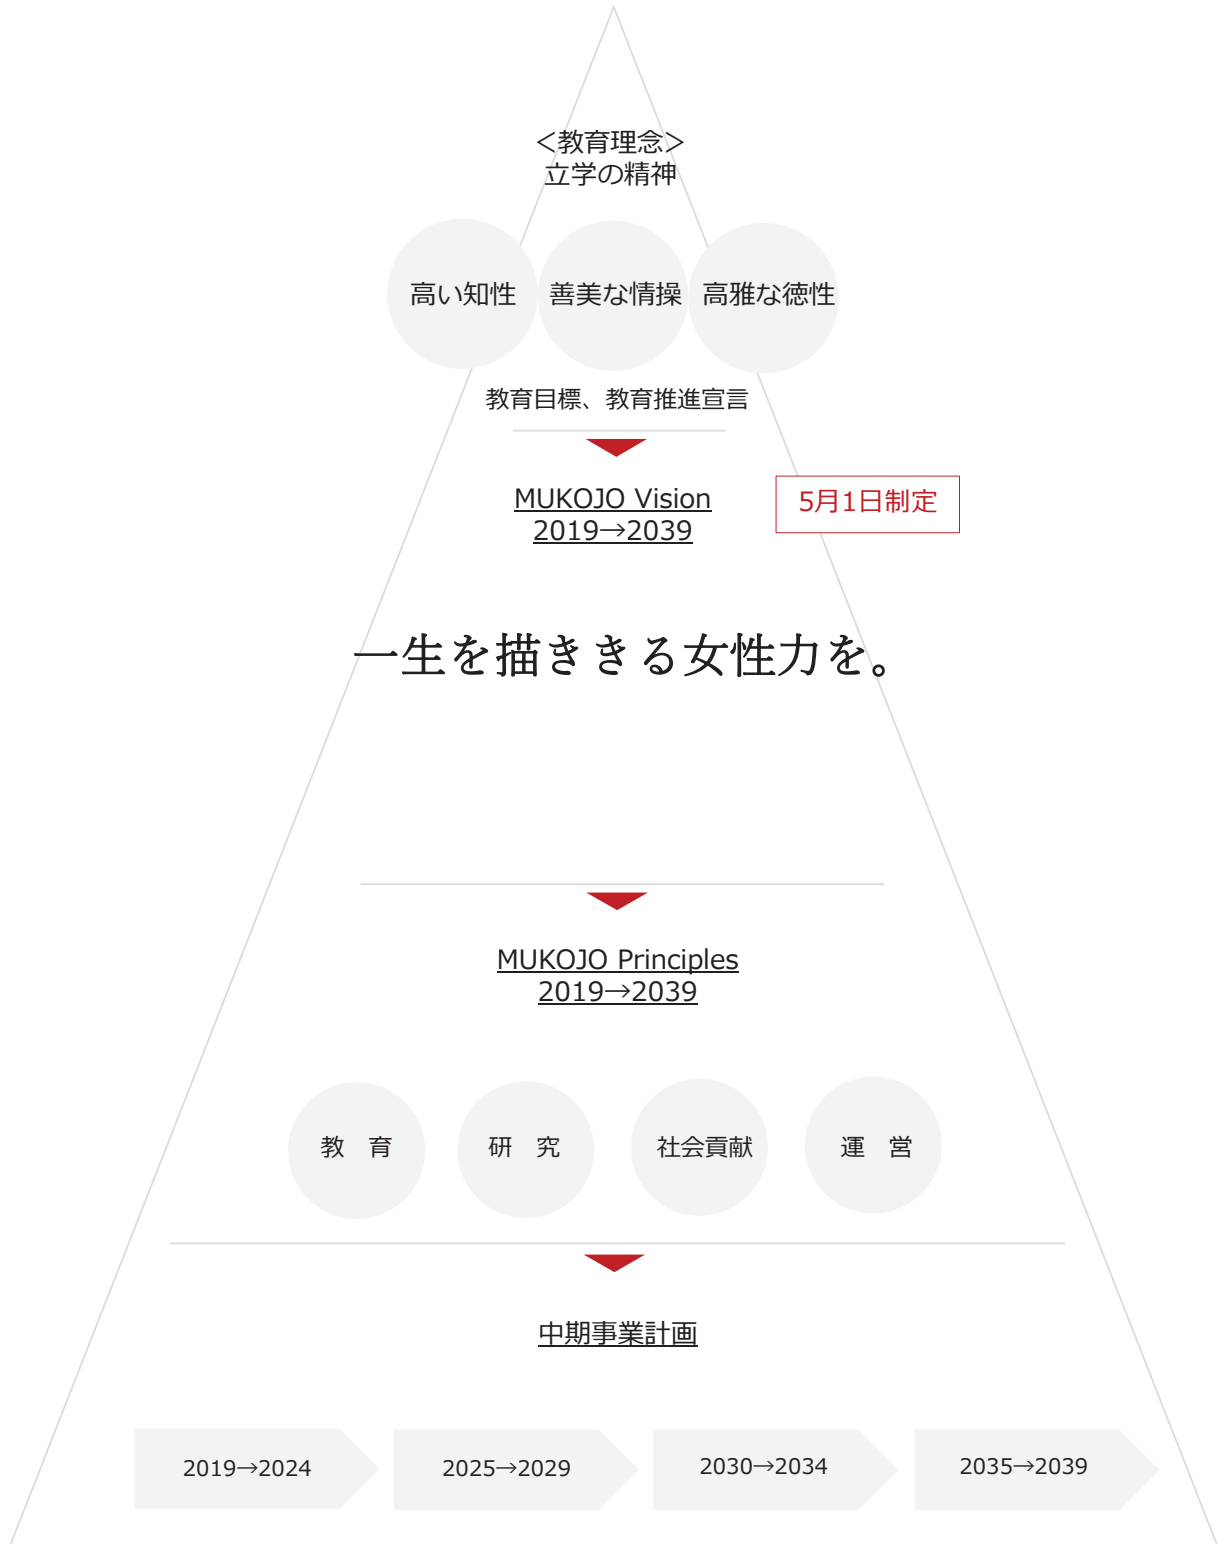 ＜教育理念＞
立学の精神
高い知性
善美な情操
高雅な徳性
教育目標、教育推進宣言
MUKOJO Vision
2019→2039
5月1日制定
一生を描ききる女性力を。
MUKOJO Principles
2019→2039
教　育
研　究
社会貢献
運　営
中期事業計画
2019→2024
2025→2029
2030→2034
2035→2039